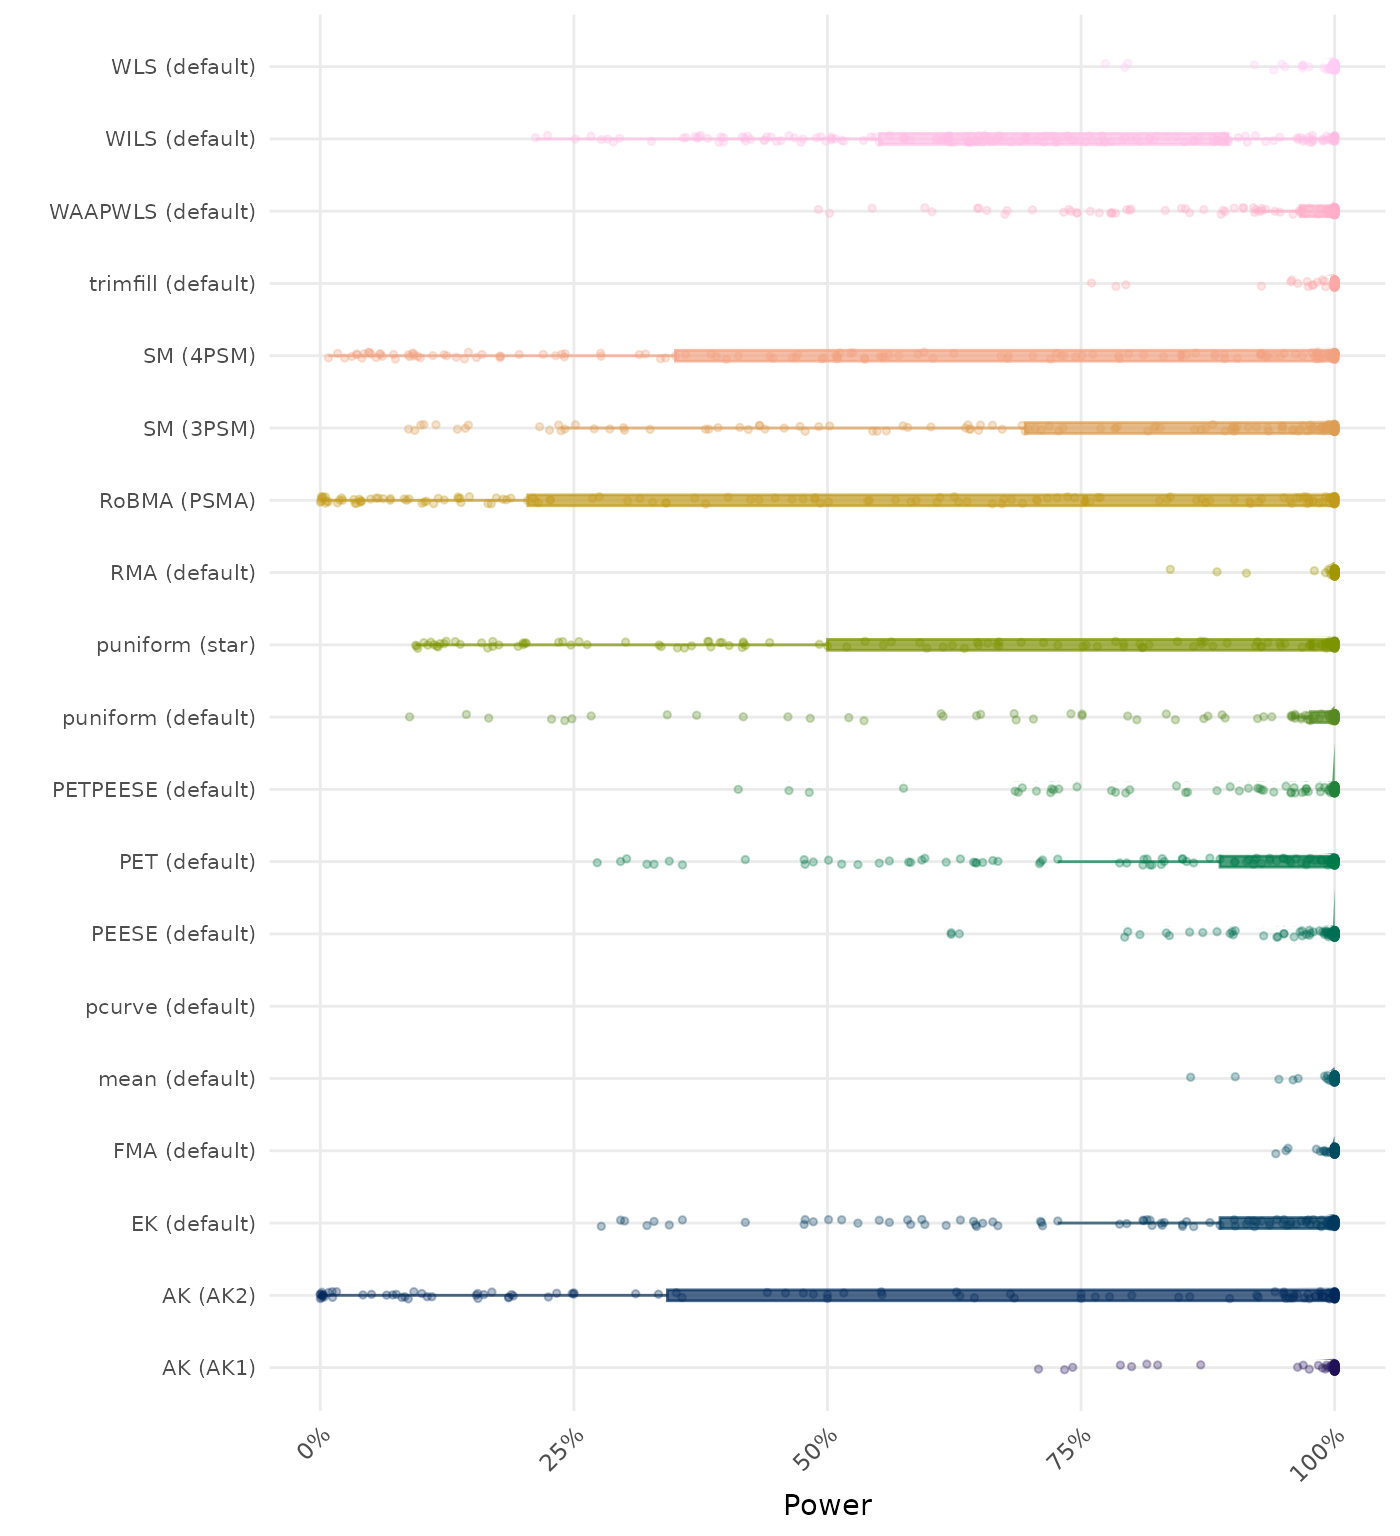 WLS (default)
WILS (default)
WAAPWLS (default)
trimfill (default)
SM (4PSM)
SM (3PSM)
RoBMA (PSMA)
RMA (default)
puniform (star)
puniform (default)
PETPEESE (default)
PET (default)
PEESE (default)
pcurve (default)
mean (default)
FMA (default)
EK (default)
AK (AK2)
AK (AK1)
0% 25% 50% 75% 100%
Power